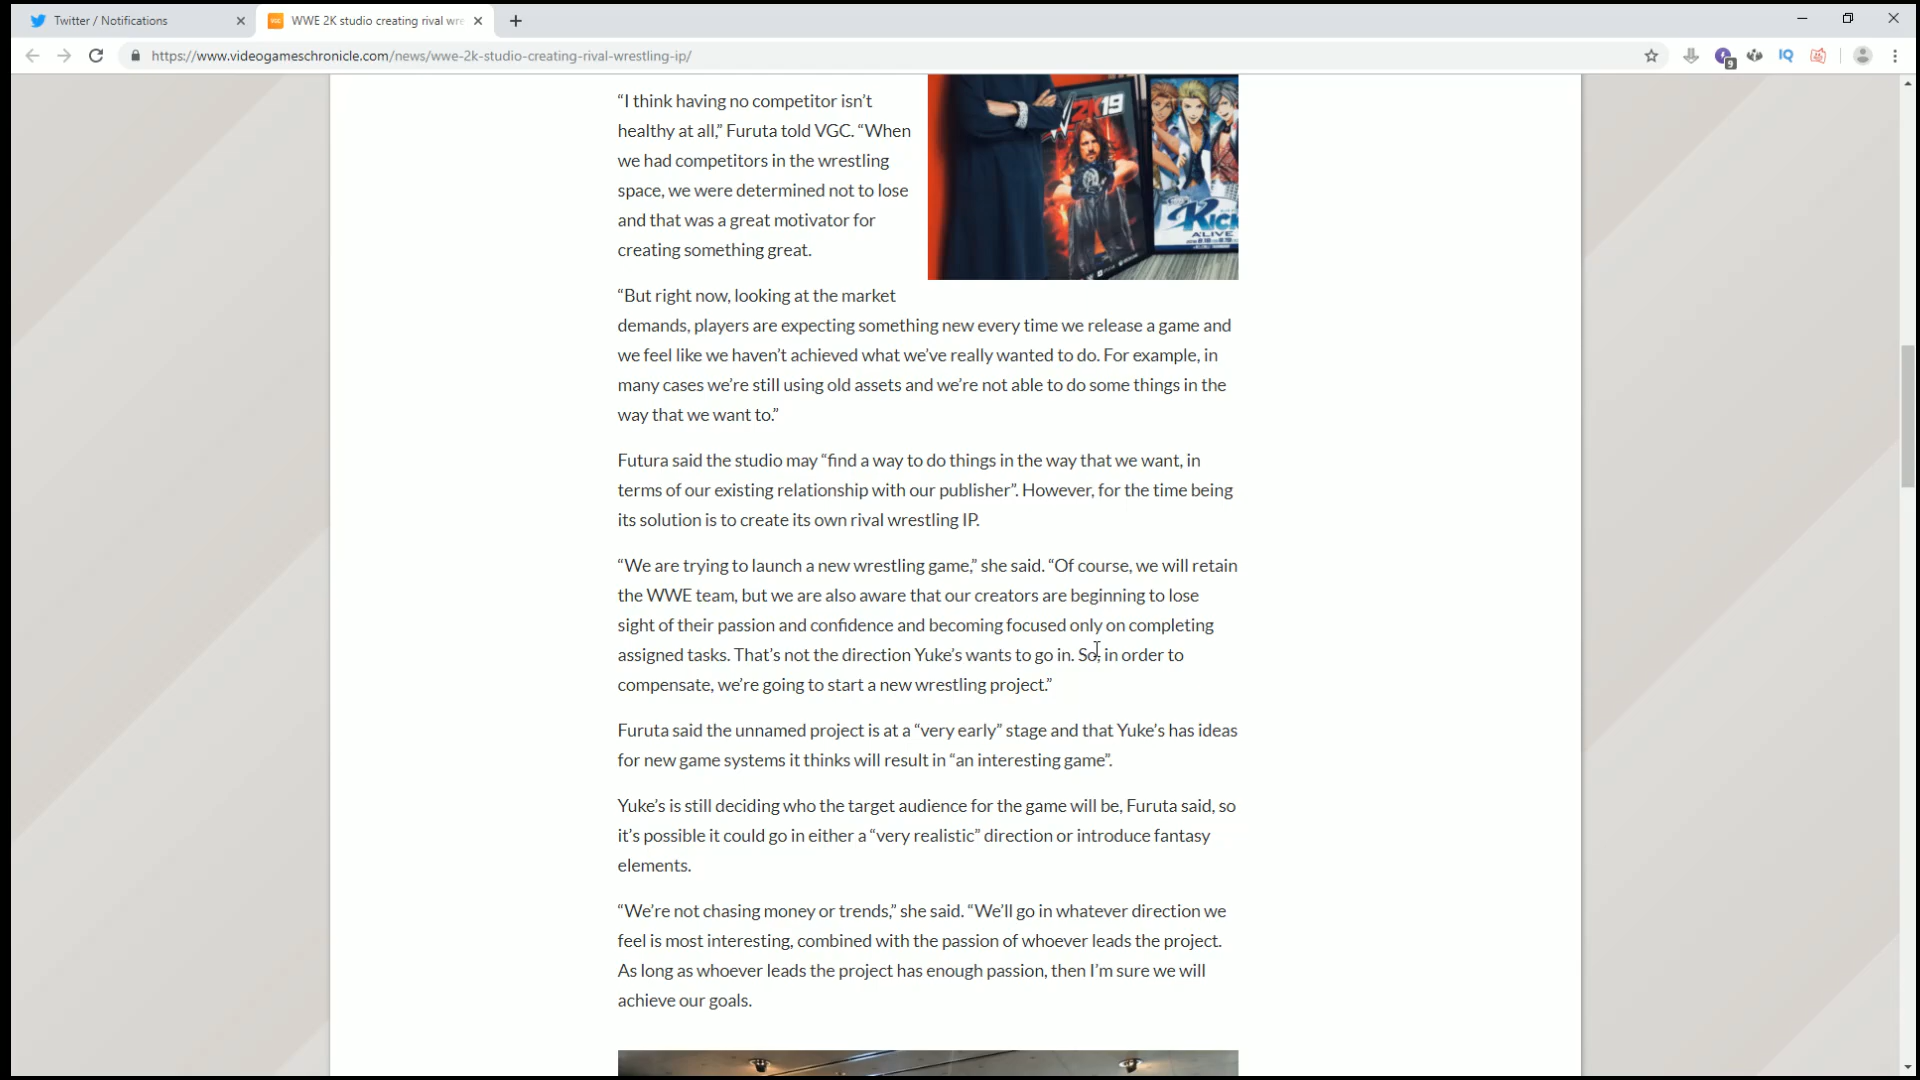 Twitter / Notifications
WWE 2K studio creating rival wre
https://www.videogameschronicle.com/news/wwe-2k-studio-creating-rival-wrestling-ip/
9
IQ
“I think having no competitor isn’t
healthy at all,” Furuta told VGC. “When
we had competitors in the wrestling
space, we were determined not to lose
and that was a great motivator for
creating something great.
2K19
KICK
A'LIVE
“But right now, looking at the market
demands, players are expecting something new every time we release a game and
we feel like we haven’t achieved what we’ve really wanted to do. For example, in
many cases we’re still using old assets and we’re not able to do some things in the
way that we want to.”
Futura said the studio may “find a way to do things in the way that we want, in
terms of our existing relationship with our publisher”. However, for the time being
its solution is to create its own rival wrestling IP.
“We are trying to launch a new wrestling game,” she said. “Of course, we will retain
the WWE team, but we are also aware that our creators are beginning to lose
sight of their passion and confidence and becoming focused only on completing
assigned tasks. That’s not the direction Yuke’s wants to go in. So, in order to
compensate, we’re going to start a new wrestling project.”
Furuta said the unnamed project is at a “very early” stage and that Yuke’s has ideas
for new game systems it thinks will result in “an interesting game”.
Yuke’s is still deciding who the target audience for the game will be, Furuta said, so
it’s possible it could go in either a “very realistic” direction or introduce fantasy
elements.
“We’re not chasing money or trends,” she said. “We’ll go in whatever direction we
feel is most interesting, combined with the passion of whoever leads the project.
As long as whoever leads the project has enough passion, then I’m sure we will
achieve our goals.